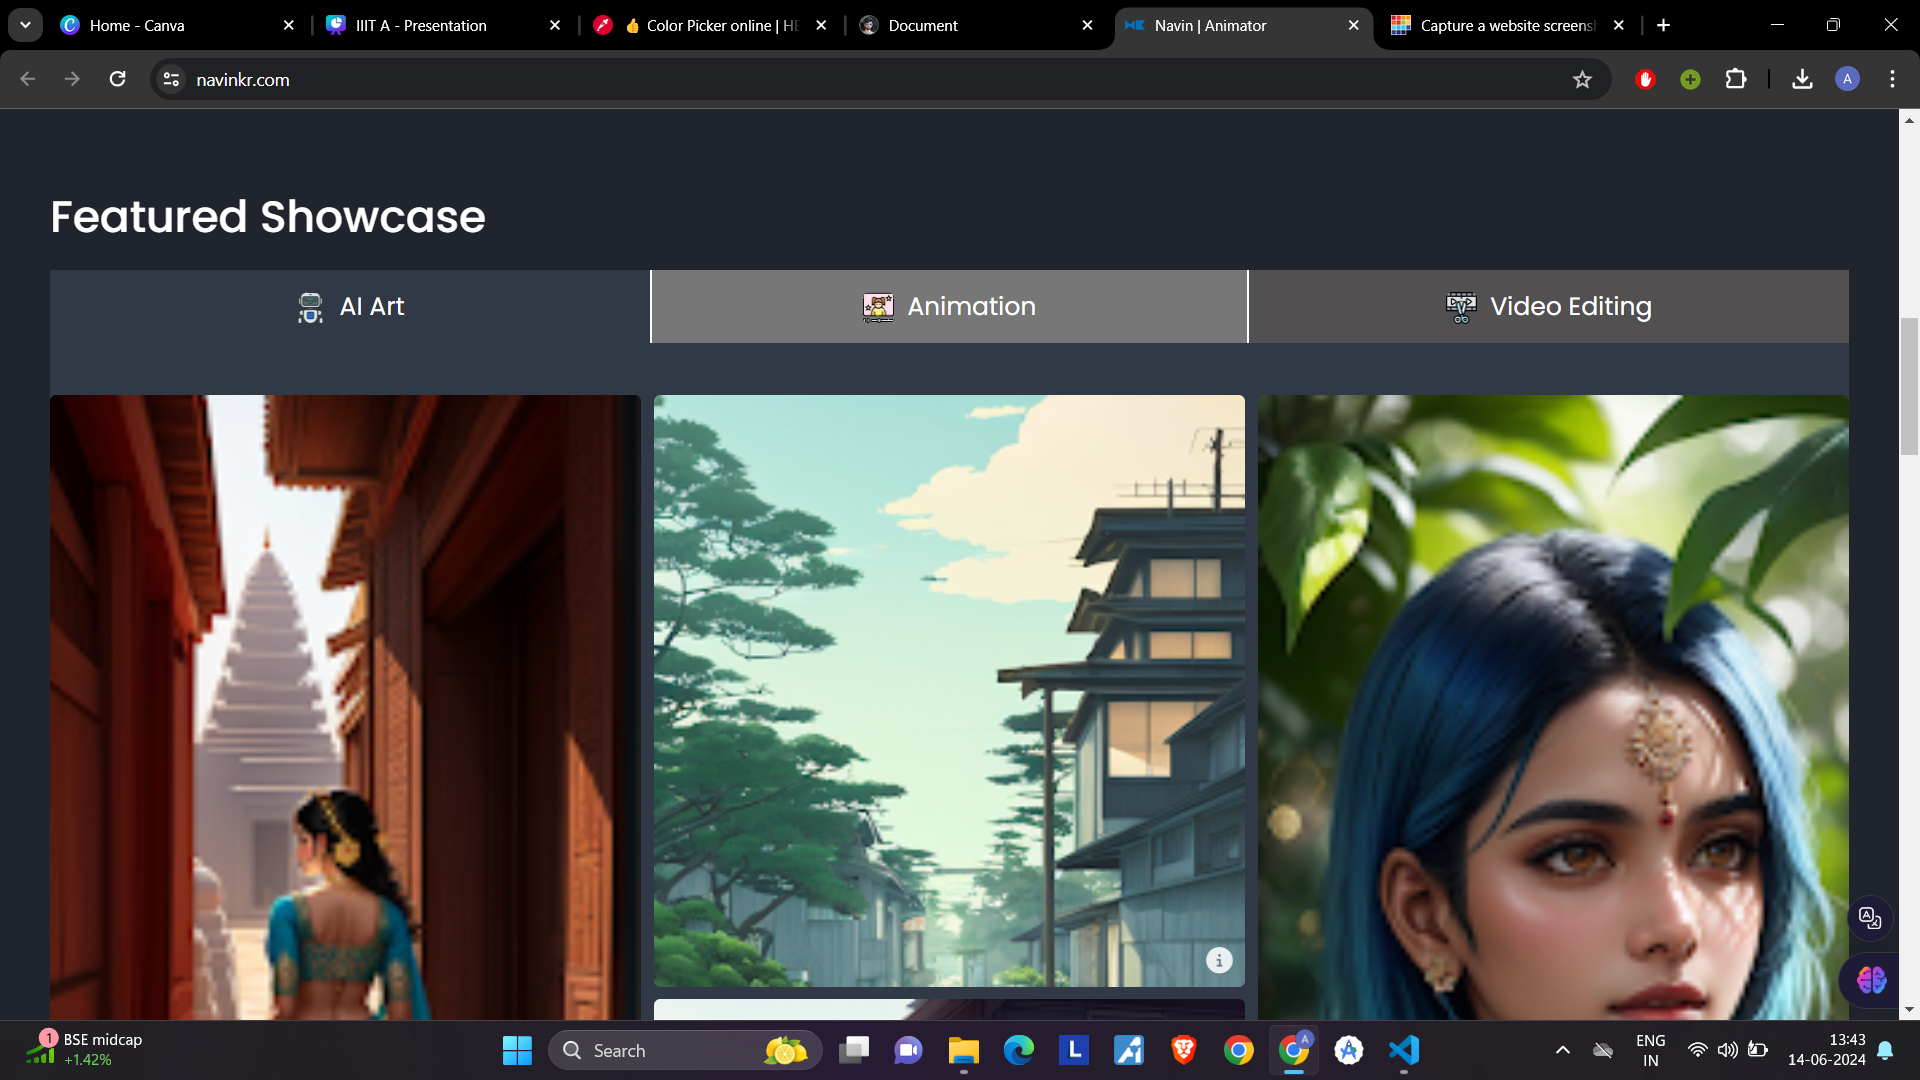 Home - Canva
IIIT A - Presentation
👍 Color Picker online | HE
Document
Navin | Animator
Capture a website screens
navinkr.com
A
Featured Showcase
AI Art
Animation
Video Editing
1
BSE midcap
+1.42%
Search
L
A
ENG
IN
13:43
14-06-2024